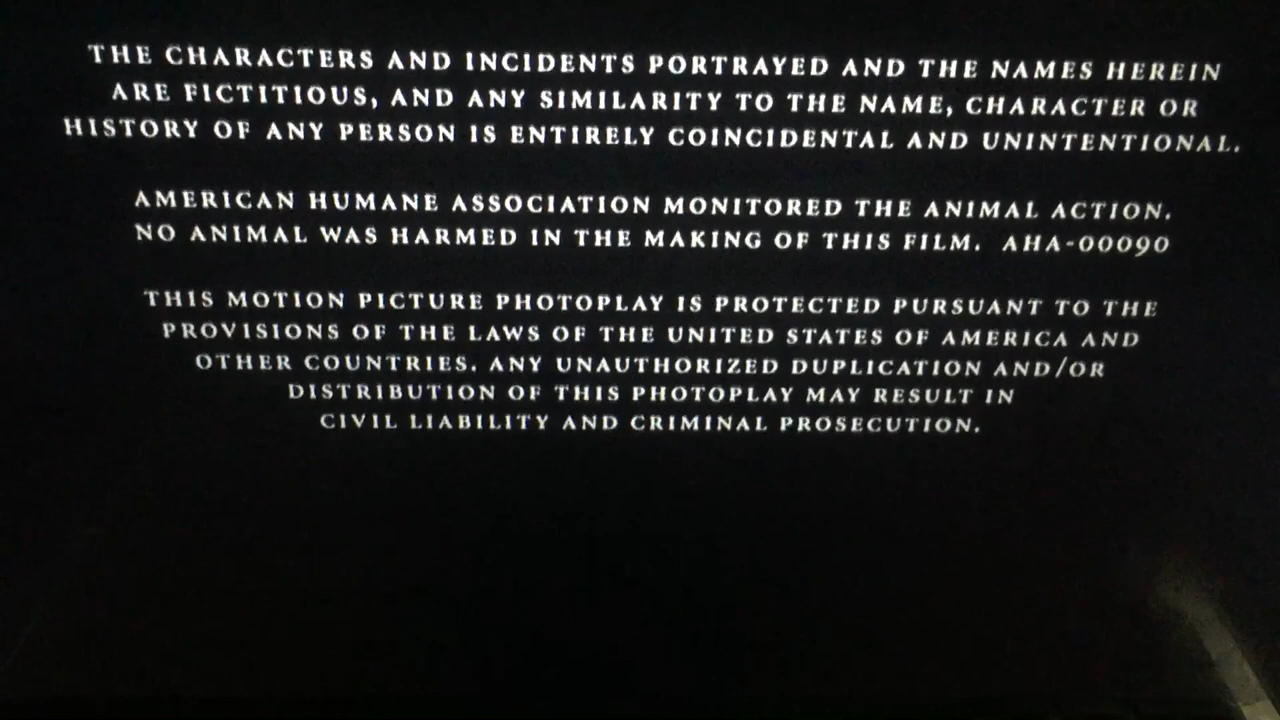 THE CHARACTERS AND INCIDENTS PORTRAYED AND THE NAMES HEREIN
ARE FICTITIOUS, AND ANY SIMILARITY TO THE NAME, CHARACTER OR
HISTORY OF ANY PERSON IS ENTIRELY COINCIDENTAL AND UNINTENTIONAL.
AMERICAN HUMANE ASSOCIATION MONITORED THE ANIMAL ACTION.
NO ANIMAL WAS HARMED IN THE MAKING OF THIS FILM. AHA-00090
THIS MOTION PICTURE PHOTOPLAY IS PROTECTED PURSUANT TO THE
PROVISIONS OF THE LAWS OF THE UNITED STATES OF AMERICA AND
OTHER COUNTRIES. ANY UNAUTHORIZED DUPLICATION AND/OR
DISTRIBUTION OF THIS PHOTOPLAY MAY RESULT IN
CIVIL LIABILITY AND CRIMINAL PROSECUTION.